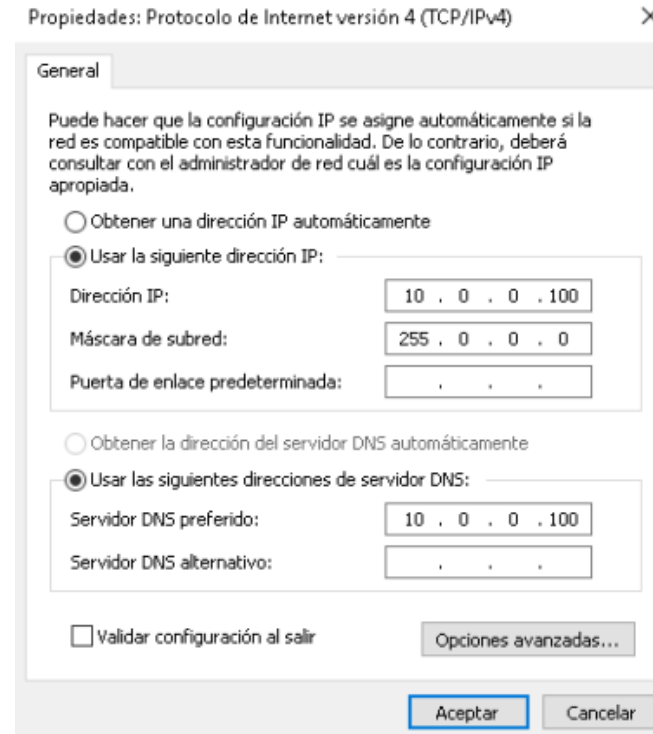 Propiedades: Protocolo de Internet versión 4 (TCP/IPv4)
General
Puede hacer que la configuración IP se asigne automáticamente si la
red es compatible con esta funcionalidad. De lo contrario, deberá
consultar con el administrador de red cuál es la configuración IP
apropiada.
Obtener una dirección IP automáticamente
Usar la siguiente dirección IP:
Dirección IP: 10 . 0 . 0 . 100
Máscara de subred: 255 . 0 . 0 . 0
Puerta de enlace predeterminada: . . .
Obtener la dirección del servidor DNS automáticamente
Usar las siguientes direcciones de servidor DNS:
Servidor DNS preferido: 10 . 0 . 0 . 100
Servidor DNS alternativo: . . .
Validar configuración al salir Opciones avanzadas...
Aceptar Cancelar